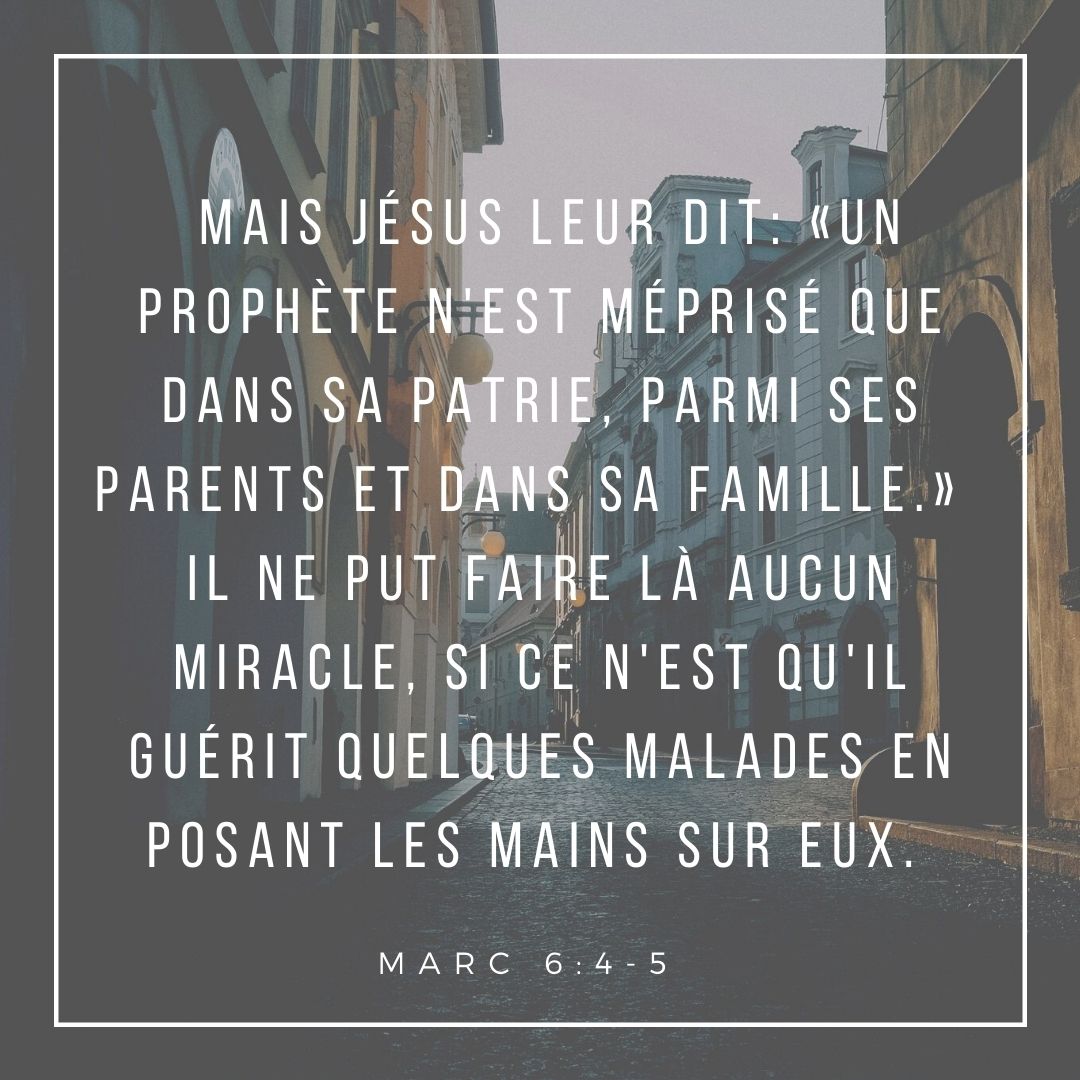 MAIS JÉSUS LEUR DIT: «UN
PROPHÈTE N'EST MÉPRISÉ QUE
DANS SA PATRIE, PARMI SES
PARENTS ET DANS SA FAMILLE.»
IL NE PUT FAIRE LÀ AUCUN
MIRACLE, SI CE N'EST QU'IL
GUÉRIT QUELQUES MALADES EN
POSANT LES MAINS SUR EUX.
MARC 6:4-5